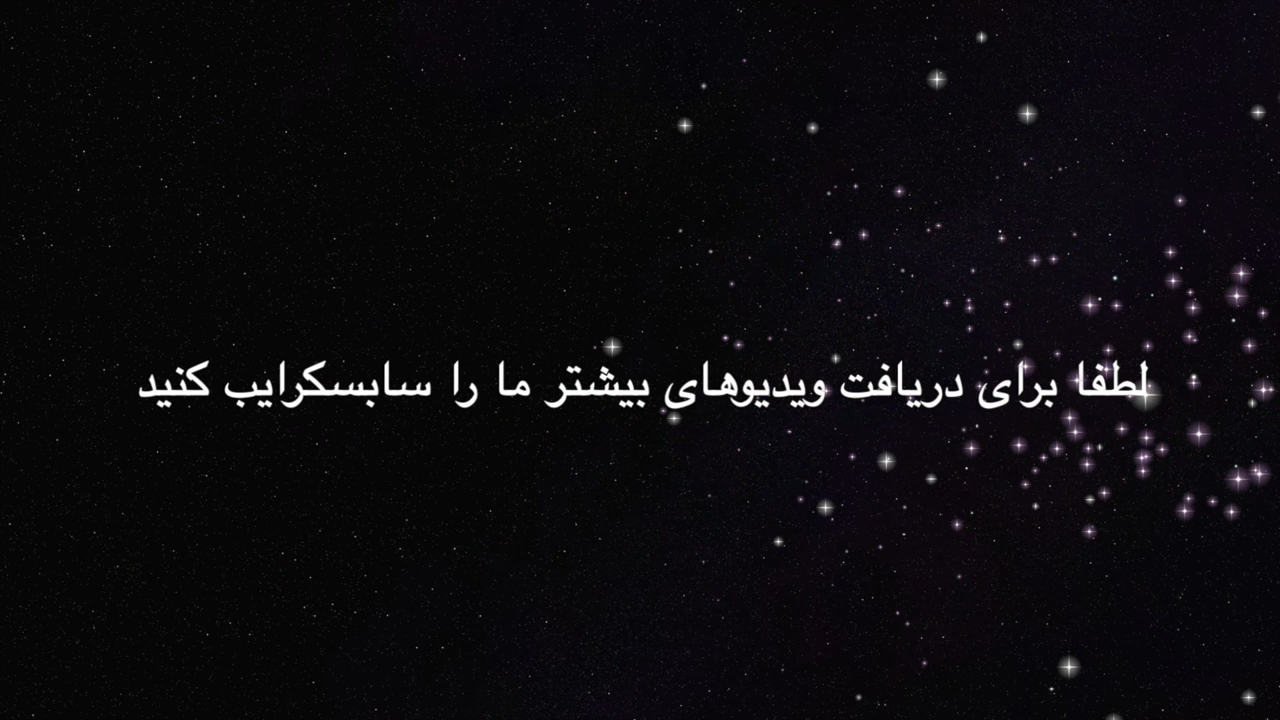 لطفا برای دریافت ویدیوهای بیشتر ما را سابسکرایب کنید